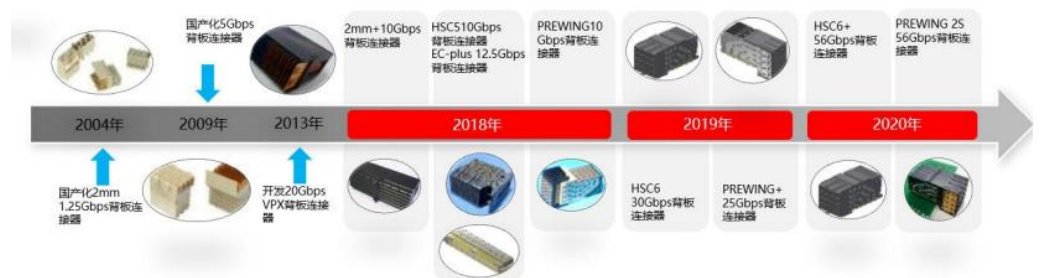 国产化5Gbps
背板连接器
2mm+10Gbps
背板连接器
HSC510Gbps
背板连接器
EC-plus 12.5Gbps
背板连接器
PREWING10
Gbps背板连
接器
HSC6+
56Gbps背板
连接器
PREWING 2S
56Gbps背板连
接器
2004年
2009年
2013年
2018年
2019年
2020年
国产化2mm
1.25Gbps背板连
接器
开发20Gbps
VPX背板连接
器
HSC6
30Gbps背板
连接器
PREWING+
25Gbps背板
连接器